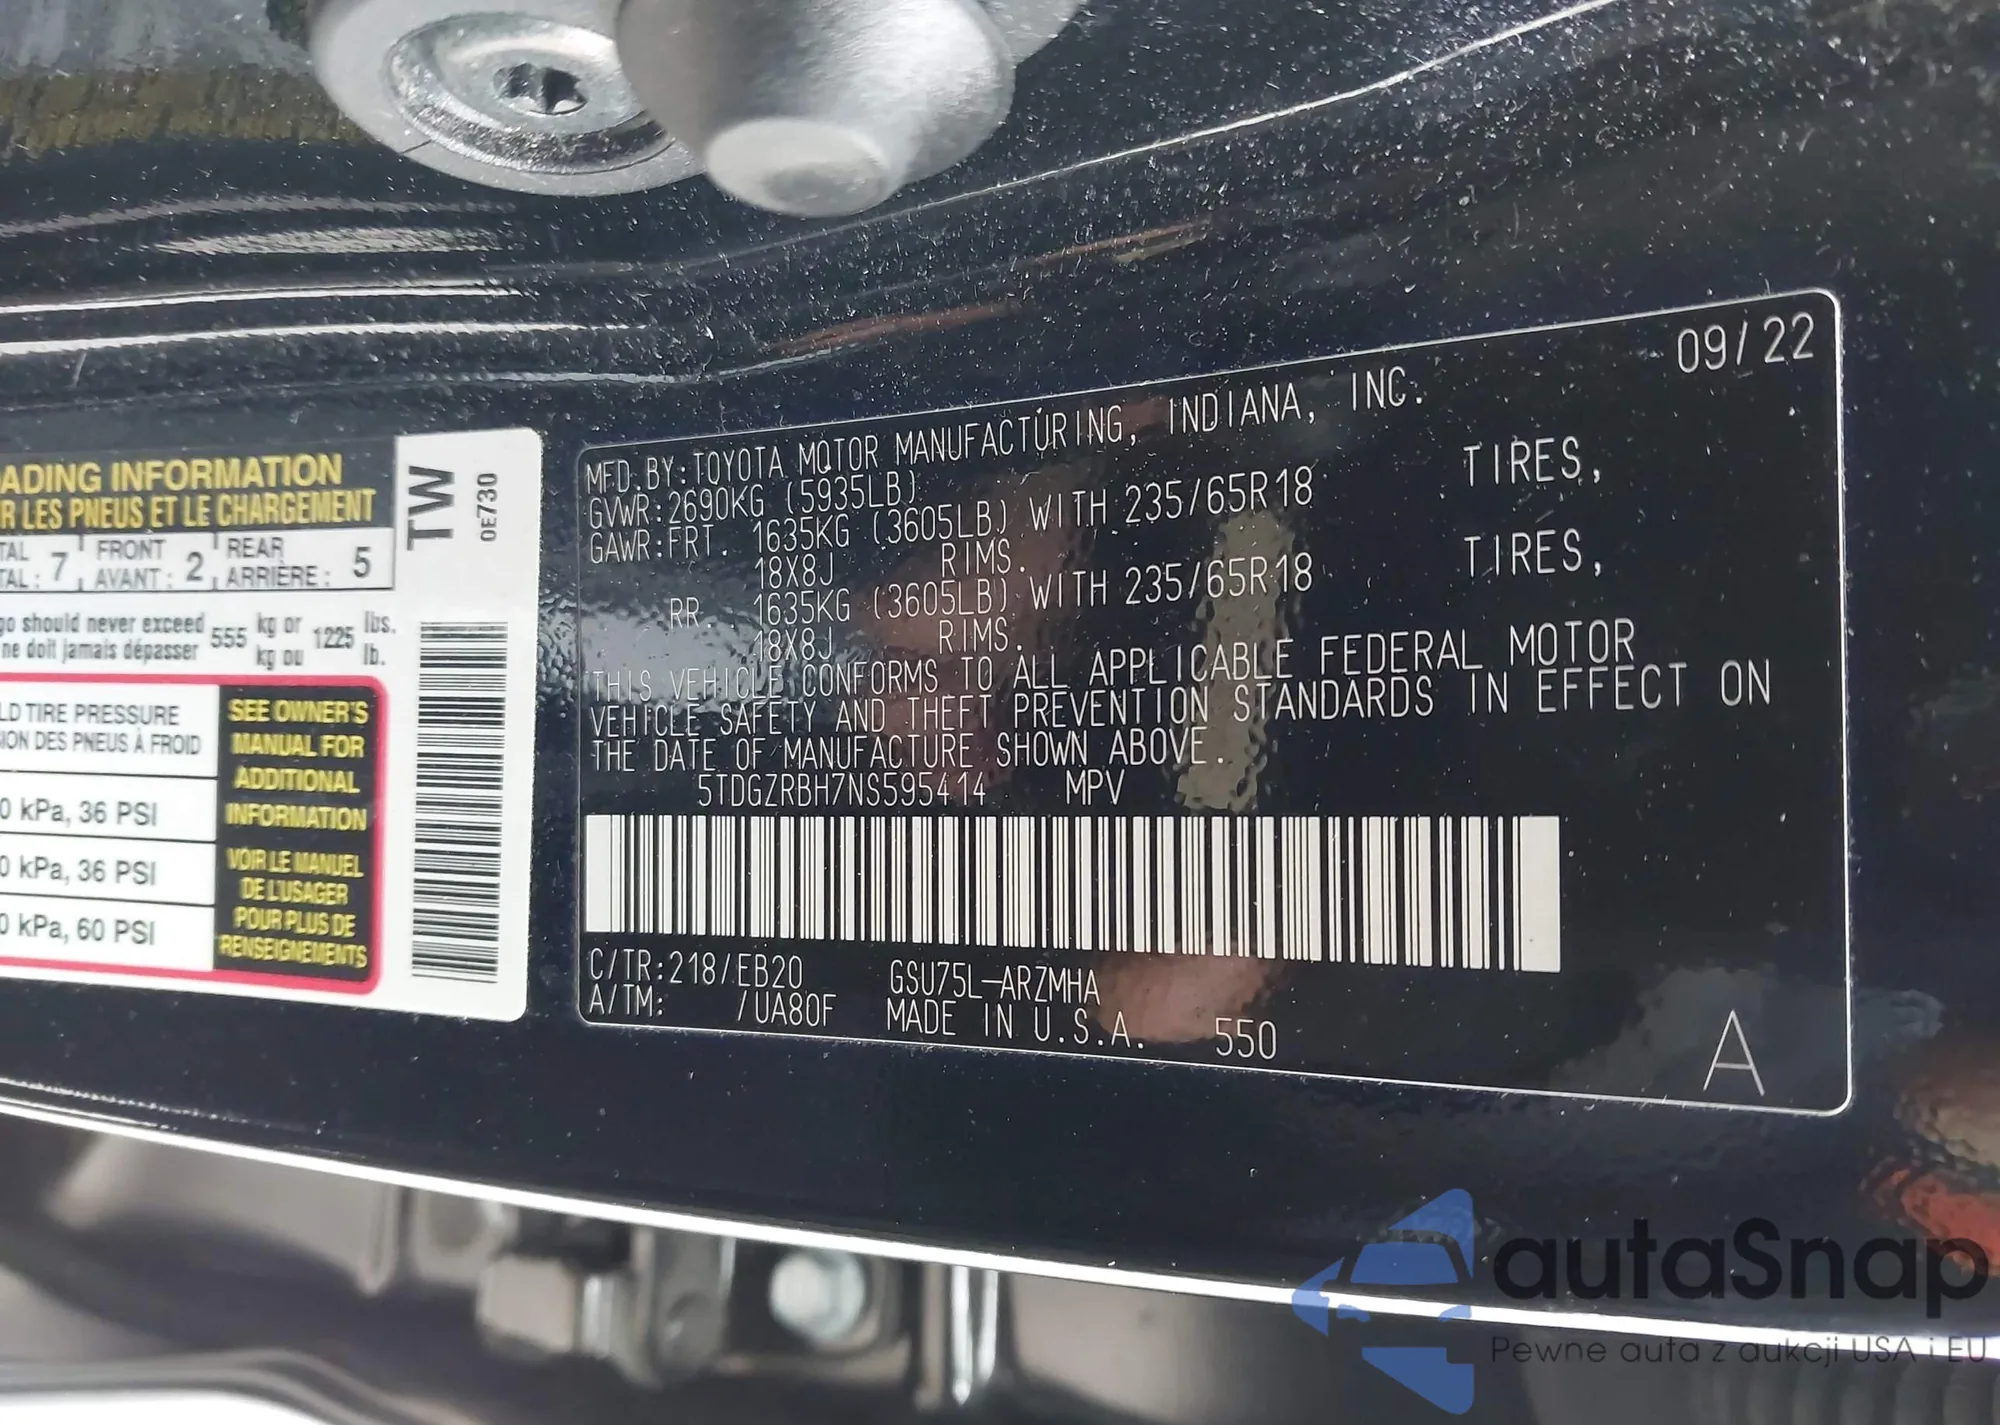 ADING INFORMATION
R LES PNEUS ET LE CHARGEMENT
TAL 7 FRONT 2 REAR 5
TAL : AVANT : ARRIÈRE :
go should never exceed 555 kg or 1225 lbs.
ne doit jamais dépasser kg ou lb.
LD TIRE PRESSURE
ION DES PNEUS À FROID
0 kPa, 36 PSI
0 kPa, 36 PSI
0 kPa, 60 PSI
SEE OWNER'S
MANUAL FOR
ADDITIONAL
INFORMATION
VOIR LE MANUEL
DE L'USAGER
POUR PLUS DE
RENSEIGNEMENTS
TW
0E730
09/22
MFD.BY:TOYOTA MOTOR MANUFACTURING, INDIANA, INC.
GVWR:2690KG (5935LB)
GAWR:FRT. 1635KG (3605LB) WITH 235/65R18 TIRES,
18X8J RIMS.
RR. 1635KG (3605LB) WITH 235/65R18 TIRES,
18X8J RIMS.
THIS VEHICLE CONFORMS TO ALL APPLICABLE FEDERAL MOTOR
VEHICLE SAFETY AND THEFT PREVENTION STANDARDS IN EFFECT ON
THE DATE OF MANUFACTURE SHOWN ABOVE.
5TDGZRBH7NS595414 MPV
C/TR:218/EB20 GSU75L-ARZMHA
A/TM: /UA80F MADE IN U.S.A. 550
A
autaSnap
Pewne auta z aukcji USA i EU